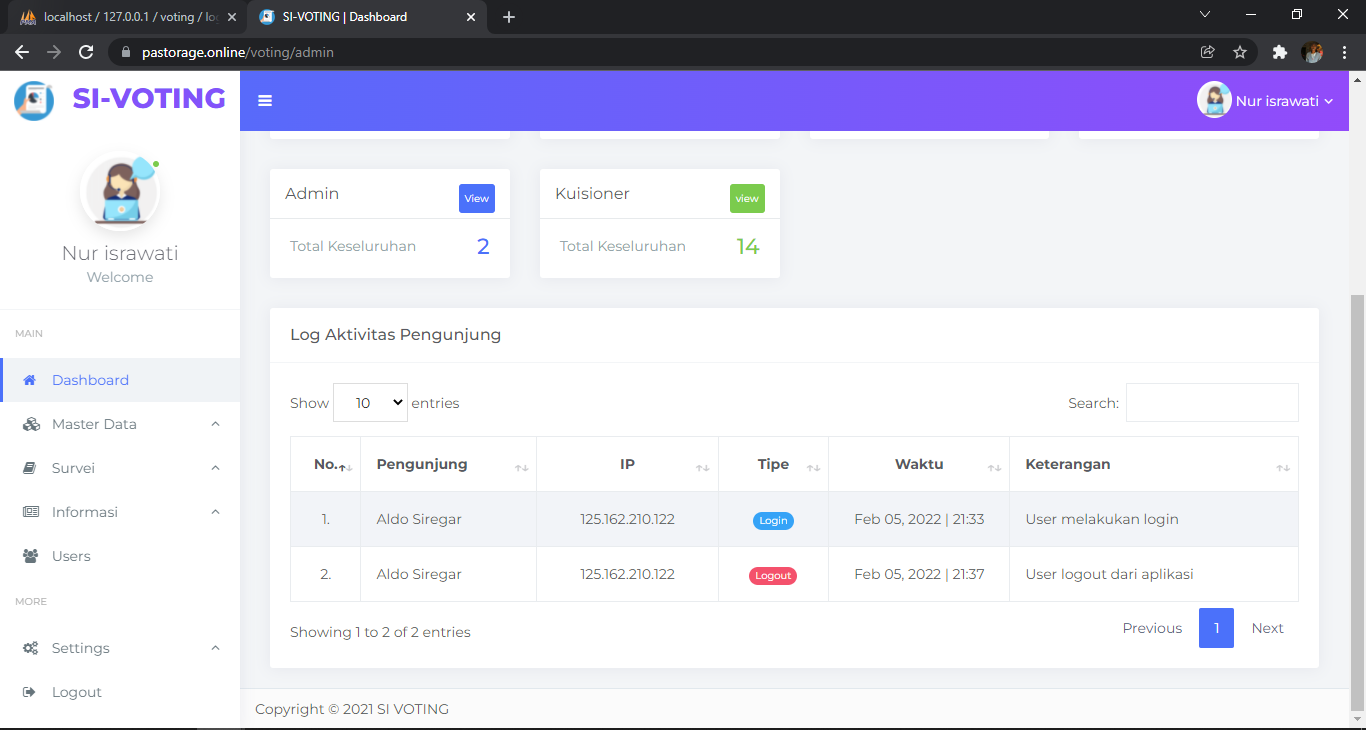 localhost / 127.0.0.1 / voting / lo
SI-VOTING | Dashboard
pastorage.online/voting/admin
SI-VOTING
Nur israwati
Nur israwati
Welcome
MAIN
Dashboard
Master Data
Survei
Informasi
Users
MORE
Settings
Logout
Admin View
Total Keseluruhan 2
Kuisioner view
Total Keseluruhan 14
Log Aktivitas Pengunjung
Show 10 entries Search:
No. Pengunjung IP Tipe Waktu Keterangan
1. Aldo Siregar 125.162.210.122 Login Feb 05, 2022 | 21:33 User melakukan login
2. Aldo Siregar 125.162.210.122 Logout Feb 05, 2022 | 21:37 User logout dari aplikasi
Showing 1 to 2 of 2 entries Previous 1 Next
Copyright © 2021 SI VOTING